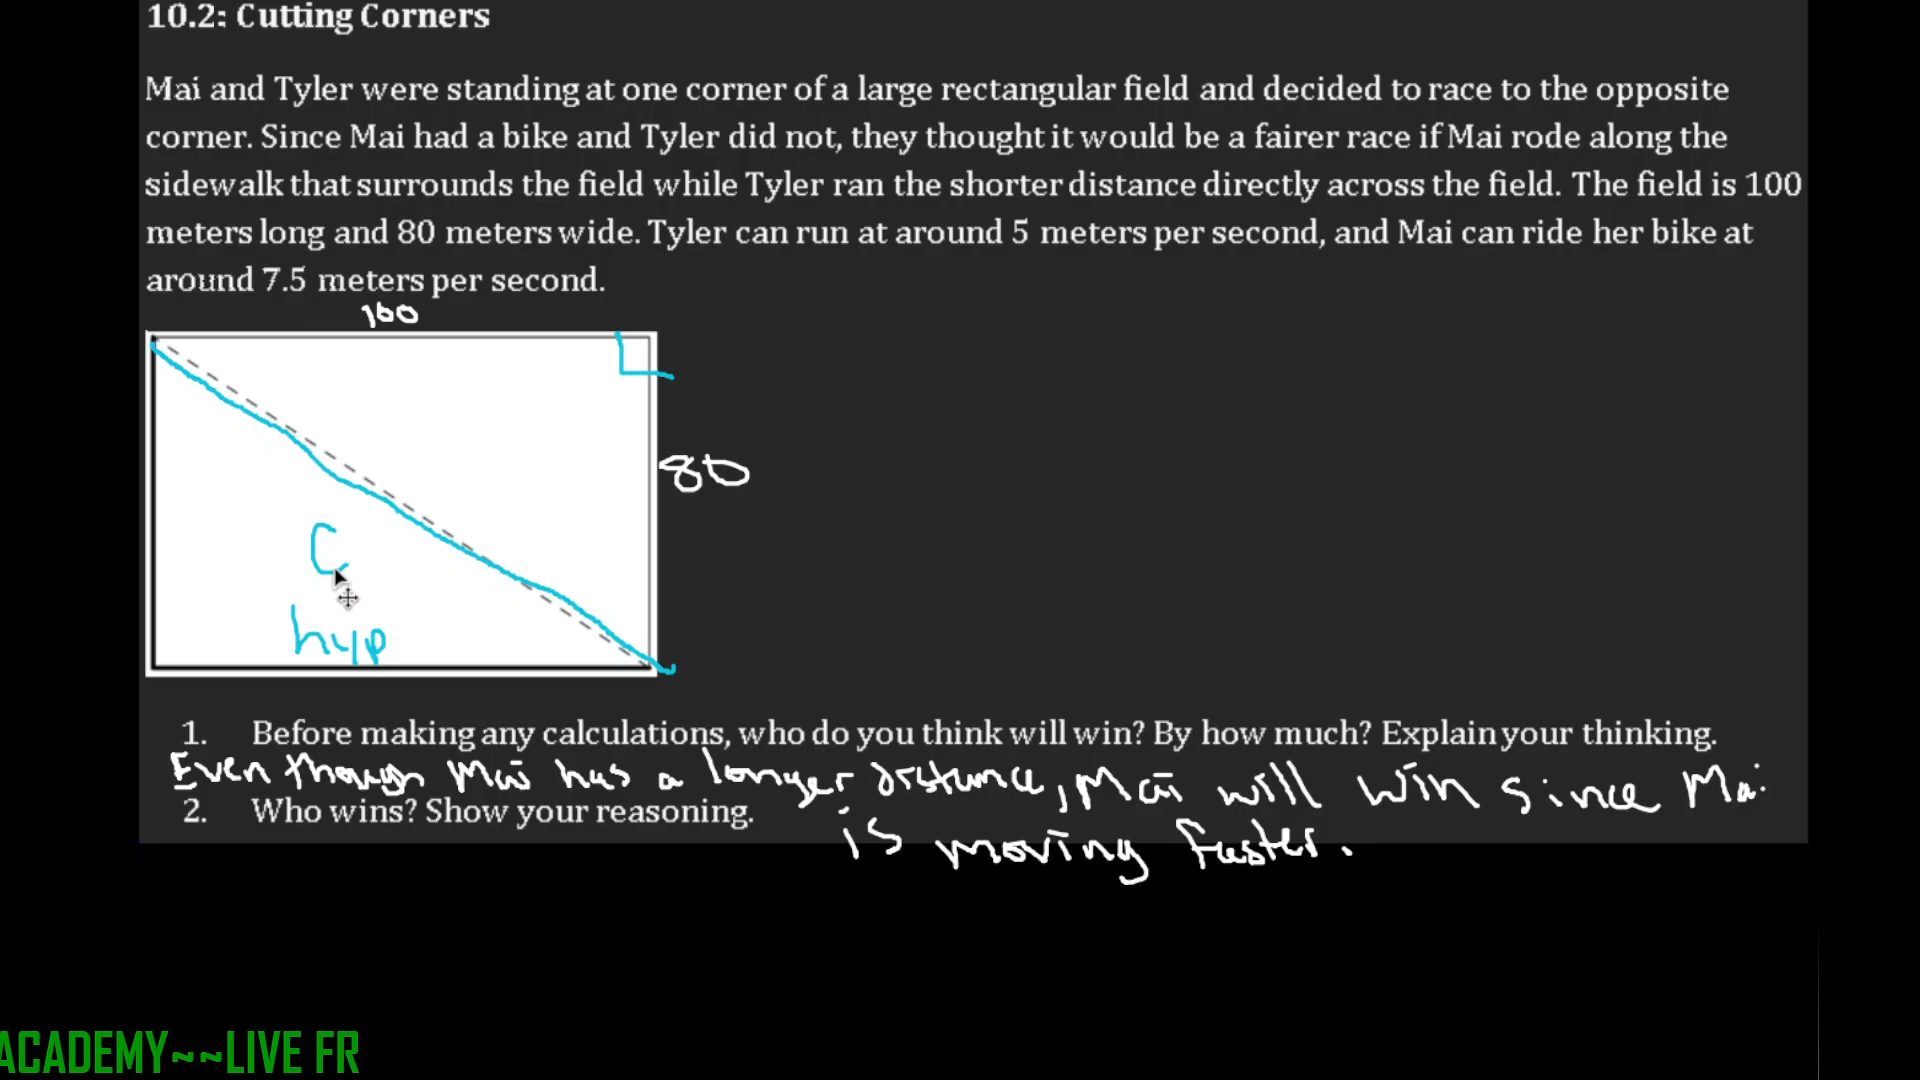 10.2: Cutting Corners
Mai and Tyler were standing at one corner of a large rectangular field and decided to race to the opposite
corner. Since Mai had a bike and Tyler did not, they thought it would be a fairer race if Mai rode along the
sidewalk that surrounds the field while Tyler ran the shorter distance directly across the field. The field is 100
meters long and 80 meters wide. Tyler can run at around 5 meters per second, and Mai can ride her bike at
around 7.5 meters per second.
100
80
C
hyp
1. Before making any calculations, who do you think will win? By how much? Explain your thinking.
Even though Mai has a longer distance, Mai will win since Mai
2. Who wins? Show your reasoning.
is moving faster.
ACADEMY~~LIVE FR